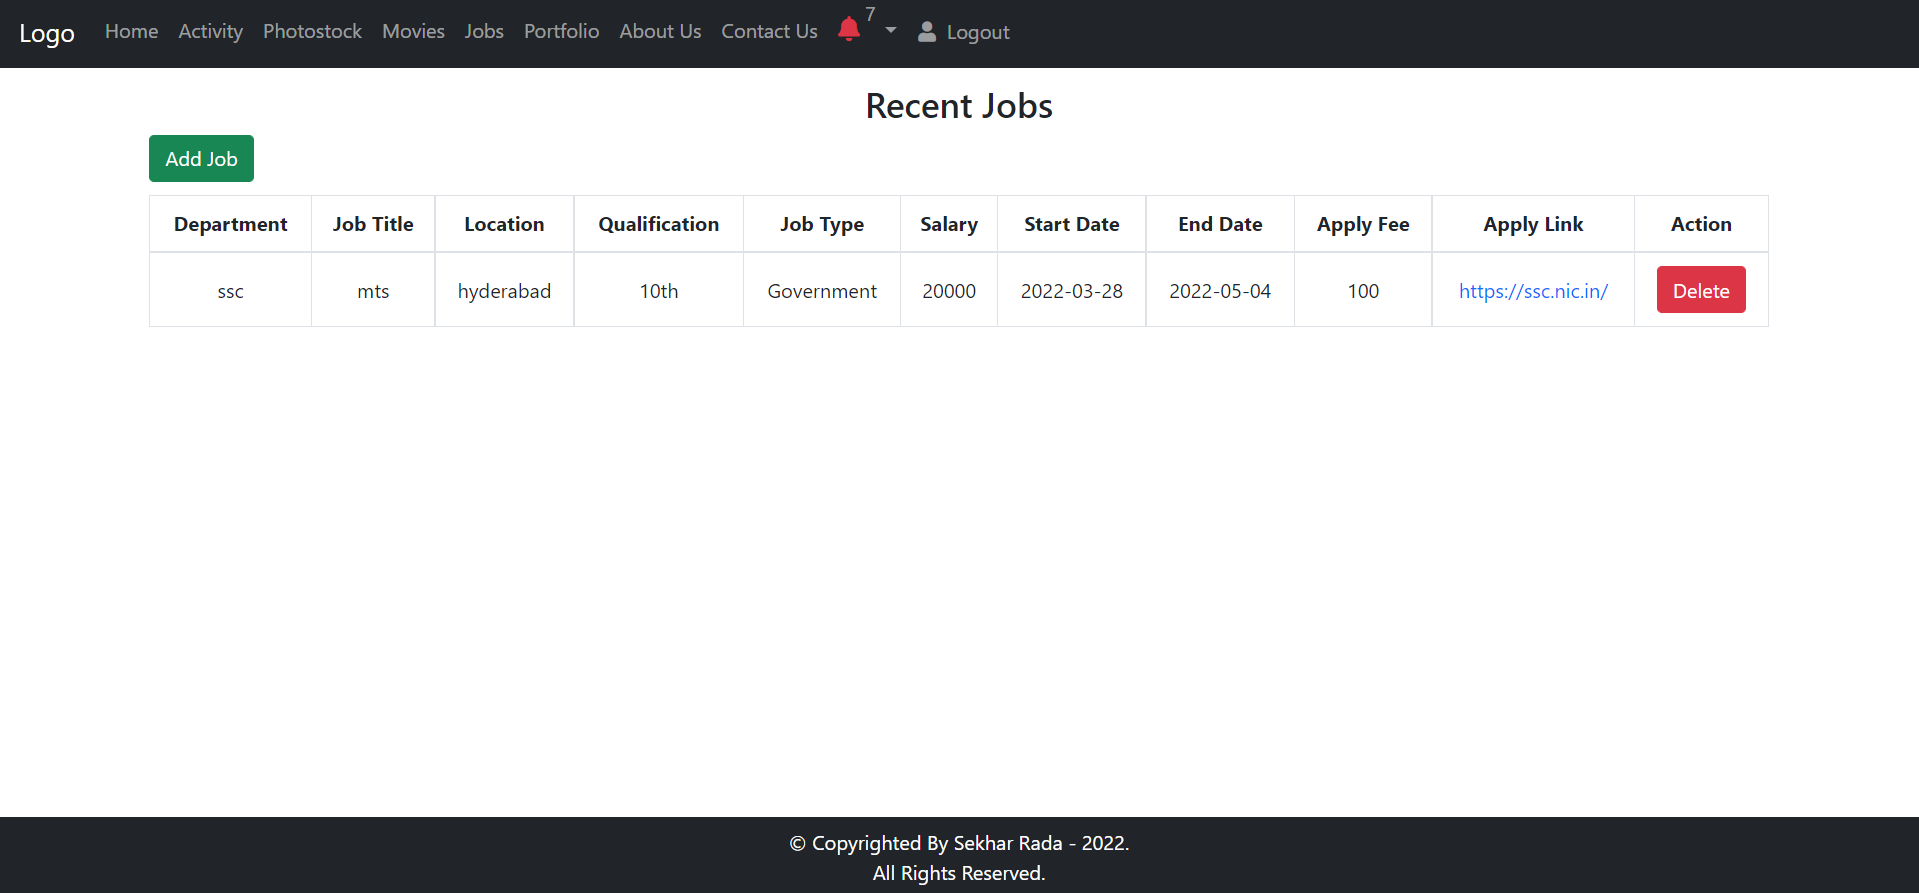 Logo Home Activity Photostock Movies Jobs Portfolio About Us Contact Us 7 Logout
Recent Jobs
Add Job
Department Job Title Location Qualification Job Type Salary Start Date End Date Apply Fee Apply Link Action
ssc mts hyderabad 10th Government 20000 2022-03-28 2022-05-04 100 https://ssc.nic.in/ Delete
© Copyrighted By Sekhar Rada - 2022.
All Rights Reserved.